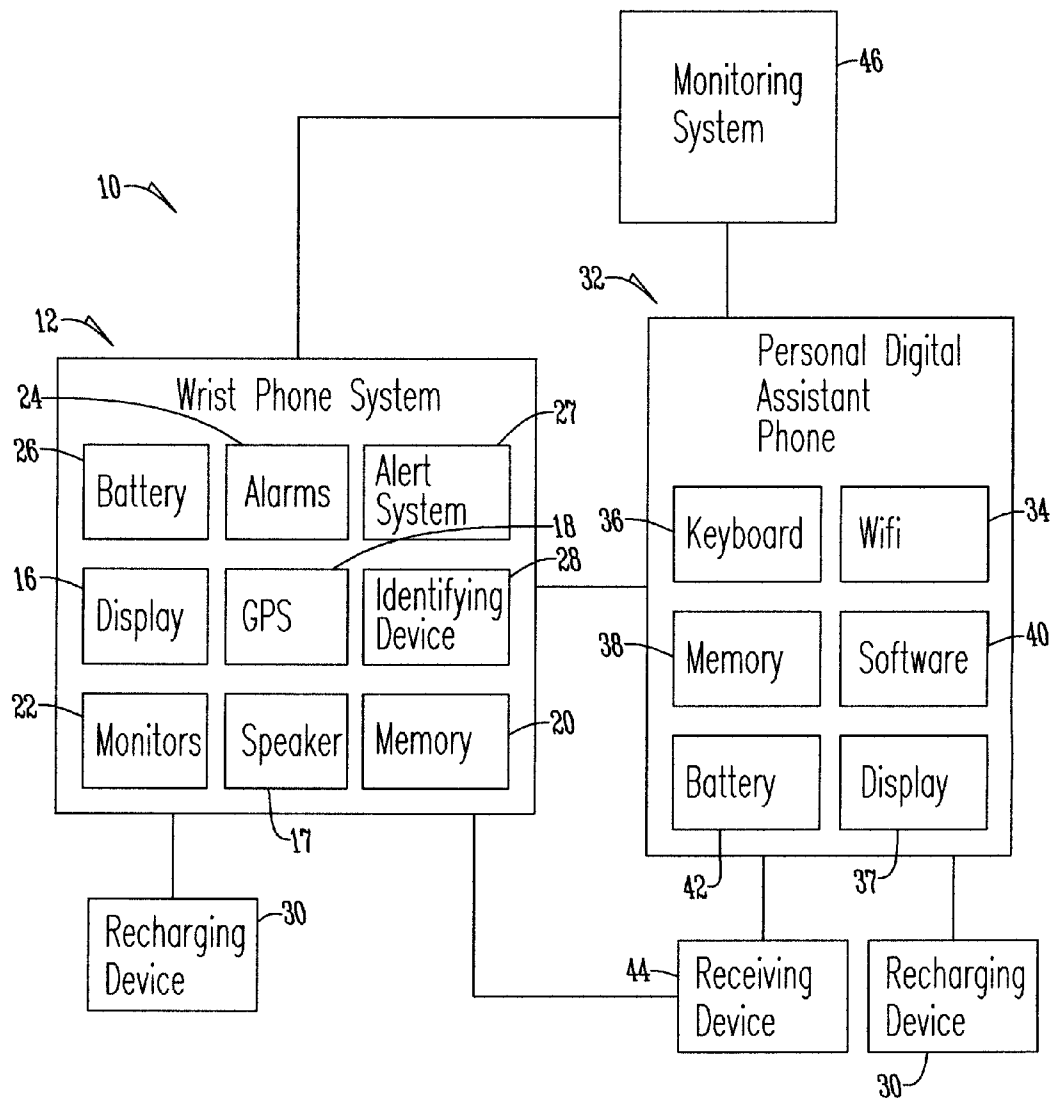 Monitoring
System
46
10
32
12
Wrist Phone System
24
27
26
Battery
Alarms
Alert
System
18
16
Display
GPS
Identifying
Device
28
22
Monitors
Speaker
Memory
20
17
Recharging
Device
30
Personal Digital
Assistant
Phone
36
Keyboard
Wifi
34
38
Memory
Software
40
Battery
Display
42
37
44
Receiving
Device
Recharging
Device
30